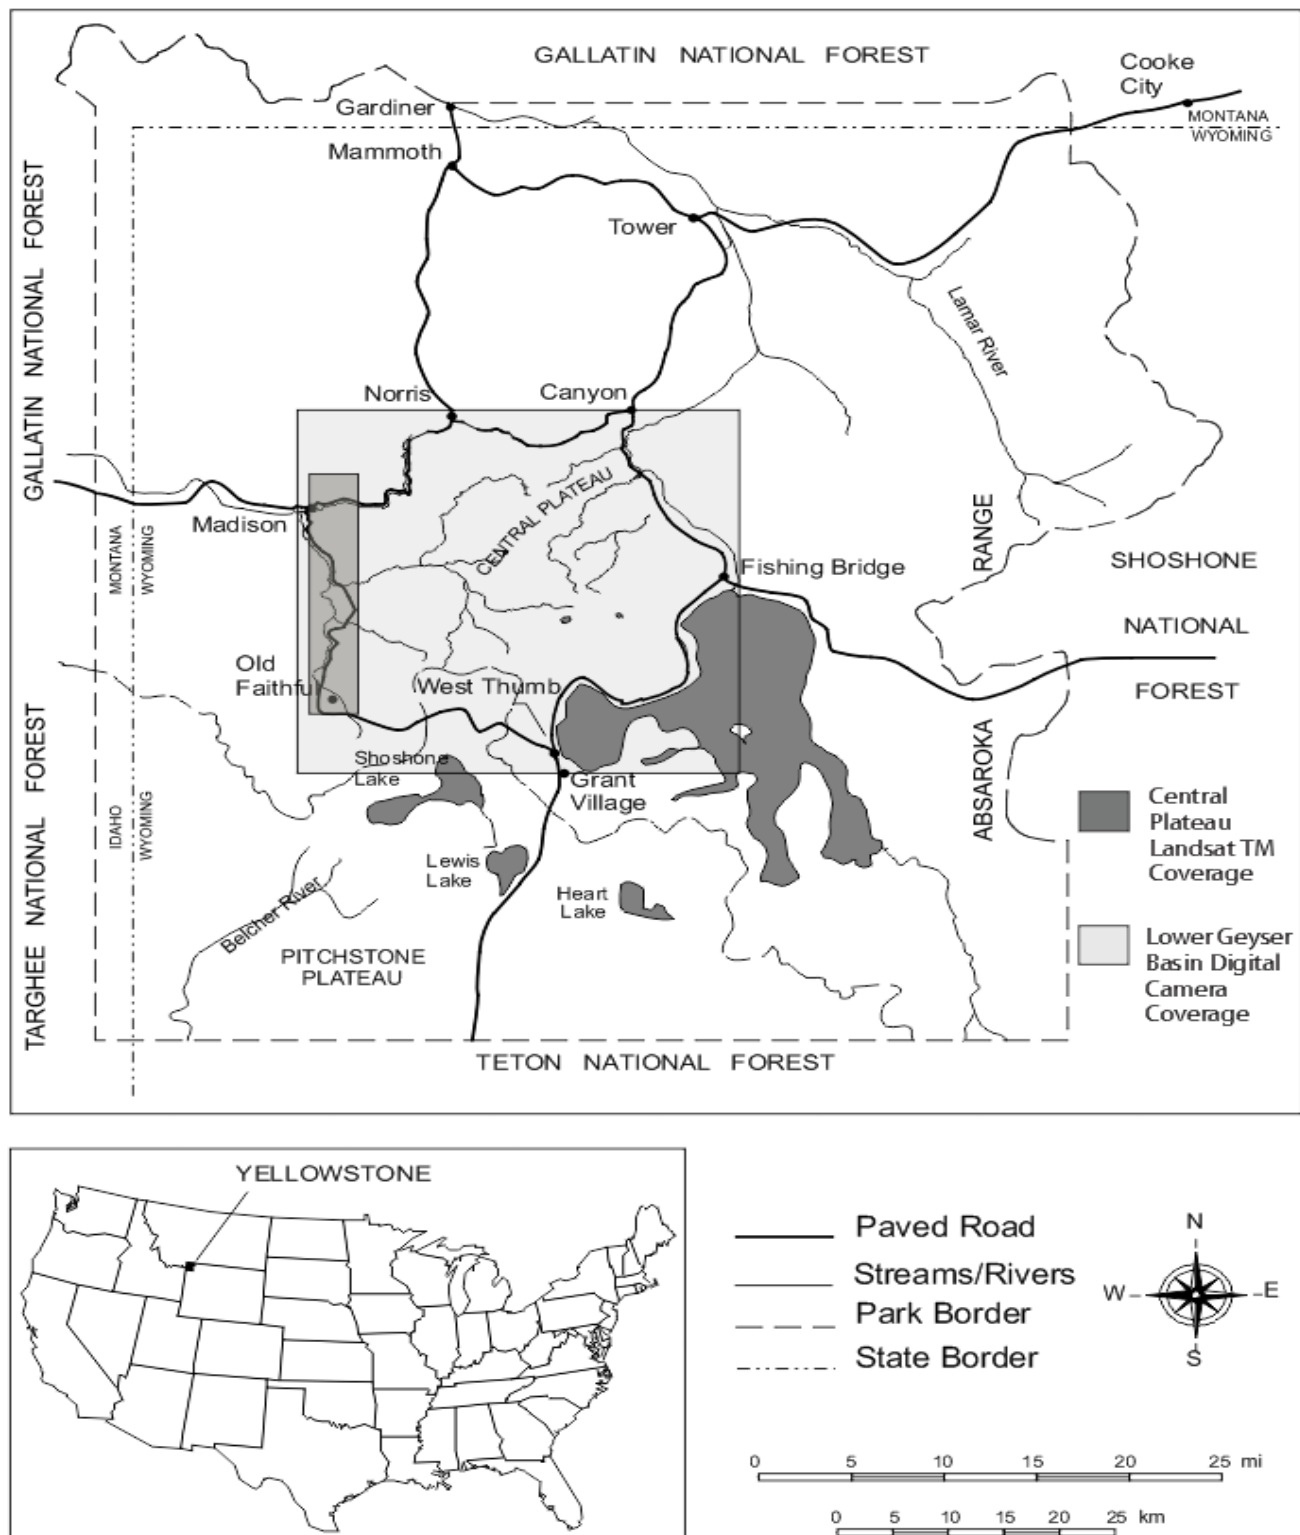 GALLATIN NATIONAL FOREST
Cooke
City
Gardiner
MONTANA
WYOMING
Mammoth
GALLATIN NATIONAL FOREST
Tower
Lamar River
Norris
Canyon
CENTRAL PLATEAU
Madison
RANGE
MONTANA
WYOMING
Fishing Bridge
SHOSHONE
NATIONAL
FOREST
Old
Faithful
West Thumb
TARGHEE NATIONAL FOREST
ABSAROKA
Shoshone
Lake
Grant
Village
IDAHO
WYOMING
Central
Plateau
Landsat TM
Coverage
Lewis
Lake
Heart
Lake
Belcher River
PITCHSTONE
PLATEAU
Lower Geyser
Basin Digital
Camera
Coverage
TETON NATIONAL FOREST
YELLOWSTONE
Paved Road
Streams/Rivers
Park Border
State Border
N
W
E
S
0 5 10 15 20 25 mi
0 5 10 15 20 25 km